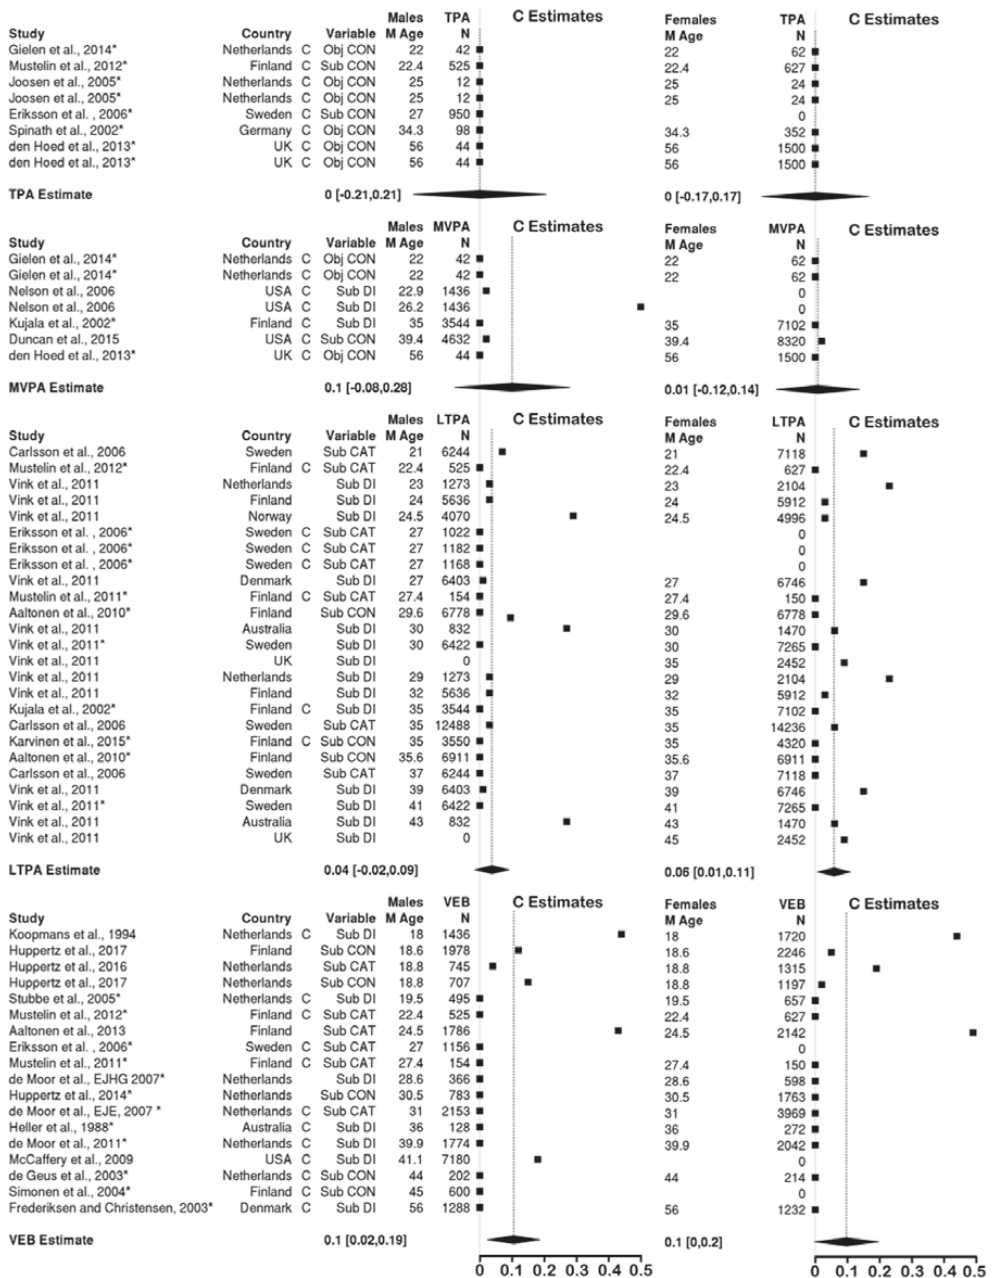 Males TPA C Estimates Females TPA C Estimates
Study Country Variable M Age N M Age N
Gielen et al., 2014* Netherlands C Obj CON 22 42 22 62
Mustelin et al., 2012* Finland C Sub CON 22.4 525 22.4 627
Joosen et al., 2005* Netherlands C Obj CON 25 12 25 24
Joosen et al., 2005* Netherlands C Obj CON 25 12 25 24
Eriksson et al. , 2006* Sweden C Sub CON 27 950 0
Spinath et al., 2002* Germany C Obj CON 34.3 98 34.3 352
den Hoed et al., 2013* UK C Obj CON 56 44 56 1500
den Hoed et al., 2013* UK C Obj CON 56 44 56 1500
TPA Estimate 0 [-0.21,0.21] 0 [-0.17,0.17]
Males MVPA C Estimates Females MVPA C Estimates
Study Country Variable M Age N M Age N
Gielen et al., 2014* Netherlands C Obj CON 22 42 22 62
Gielen et al., 2014* Netherlands C Obj CON 22 42 22 62
Nelson et al., 2006 USA C Sub DI 22.9 1436 0
Nelson et al., 2006 USA C Sub DI 26.2 1436 0
Kujala et al., 2002* Finland C Sub DI 35 3544 35 7102
Duncan et al., 2015 USA C Sub CON 39.4 4632 39.4 8320
den Hoed et al., 2013* UK C Obj CON 56 44 56 1500
MVPA Estimate 0.1 [-0.08,0.28] 0.01 [-0.12,0.14]
Males LTPA C Estimates Females LTPA C Estimates
Study Country Variable M Age N M Age N
Carlsson et al., 2006 Sweden Sub CAT 21 6244 21 7118
Mustelin et al., 2012* Finland C Sub CAT 22.4 525 22.4 627
Vink et al., 2011 Netherlands Sub DI 23 1273 23 2104
Vink et al., 2011 Finland Sub DI 24 5636 24 5912
Vink et al., 2011 Norway Sub DI 24.5 4070 24.5 4996
Eriksson et al. , 2006* Sweden C Sub CAT 27 1022 0
Eriksson et al. , 2006* Sweden C Sub CAT 27 1182 0
Eriksson et al. , 2006* Sweden C Sub CAT 27 1168 0
Vink et al., 2011 Denmark Sub DI 27 6403 27 6746
Mustelin et al., 2011* Finland C Sub CAT 27.4 154 27.4 150
Aaltonen et al., 2010* Finland Sub CON 29.6 6778 29.6 6778
Vink et al., 2011 Australia Sub DI 30 832 30 1470
Vink et al., 2011* Sweden Sub DI 30 6422 30 7265
Vink et al., 2011 UK Sub DI 0 35 2452
Vink et al., 2011 Netherlands Sub DI 29 1273 29 2104
Vink et al., 2011 Finland Sub DI 32 5636 32 5912
Kujala et al., 2002* Finland C Sub DI 35 3544 35 7102
Carlsson et al., 2006 Sweden Sub CAT 35 12488 35 14236
Karvinen et al., 2015* Finland C Sub CON 35 3550 35 4320
Aaltonen et al., 2010* Finland Sub CON 35.6 6911 35.6 6911
Carlsson et al., 2006 Sweden Sub CAT 37 6244 37 7118
Vink et al., 2011 Denmark Sub DI 39 6403 39 6746
Vink et al., 2011* Sweden Sub DI 41 6422 41 7265
Vink et al., 2011 Australia Sub DI 43 832 43 1470
Vink et al., 2011 UK Sub DI 0 45 2452
LTPA Estimate 0.04 [-0.02,0.09] 0.06 [0.01,0.11]
Males VEB C Estimates Females VEB C Estimates
Study Country Variable M Age N M Age N
Koopmans et al., 1994 Netherlands C Sub DI 18 1436 18 1720
Huppertz et al., 2017 Finland Sub CON 18.6 1978 18.6 2246
Huppertz et al., 2016 Netherlands Sub CAT 18.8 745 18.8 1315
Huppertz et al., 2017 Netherlands Sub CON 18.8 707 18.8 1197
Stubbe et al., 2005* Netherlands C Sub DI 19.5 495 19.5 657
Mustelin et al., 2012* Finland C Sub DI 22.4 525 22.4 627
Aaltonen et al., 2013 Finland Sub CAT 24.5 1786 24.5 2142
Eriksson et al. , 2006* Sweden C Sub CAT 27 1156 0
Mustelin et al., 2011* Finland C Sub CAT 27.4 154 27.4 150
de Moor et al., EJHG 2007* Netherlands Sub DI 28.6 366 28.6 598
Huppertz et al., 2014* Netherlands Sub CON 30.5 783 30.5 1763
de Moor et al., EJE, 2007 * Netherlands C Sub CAT 31 2153 31 3969
Heller et al., 1988* Australia C Sub DI 36 128 36 272
de Moor et al., 2011* Netherlands C Sub DI 39.9 1774 39.9 2042
McCaffery et al., 2009 USA C Sub DI 41.1 7180 0
de Geus et al., 2003* Netherlands C Sub CON 44 202 44 214
Simonen et al., 2004* Finland C Sub CON 45 600 0
Frederiksen and Christensen, 2003* Denmark C Sub DI 56 1288 56 1232
VEB Estimate 0.1 [0.02,0.19] 0.1 [0,0.2]
0 0.1 0.2 0.3 0.4 0.5 0 0.1 0.2 0.3 0.4 0.5